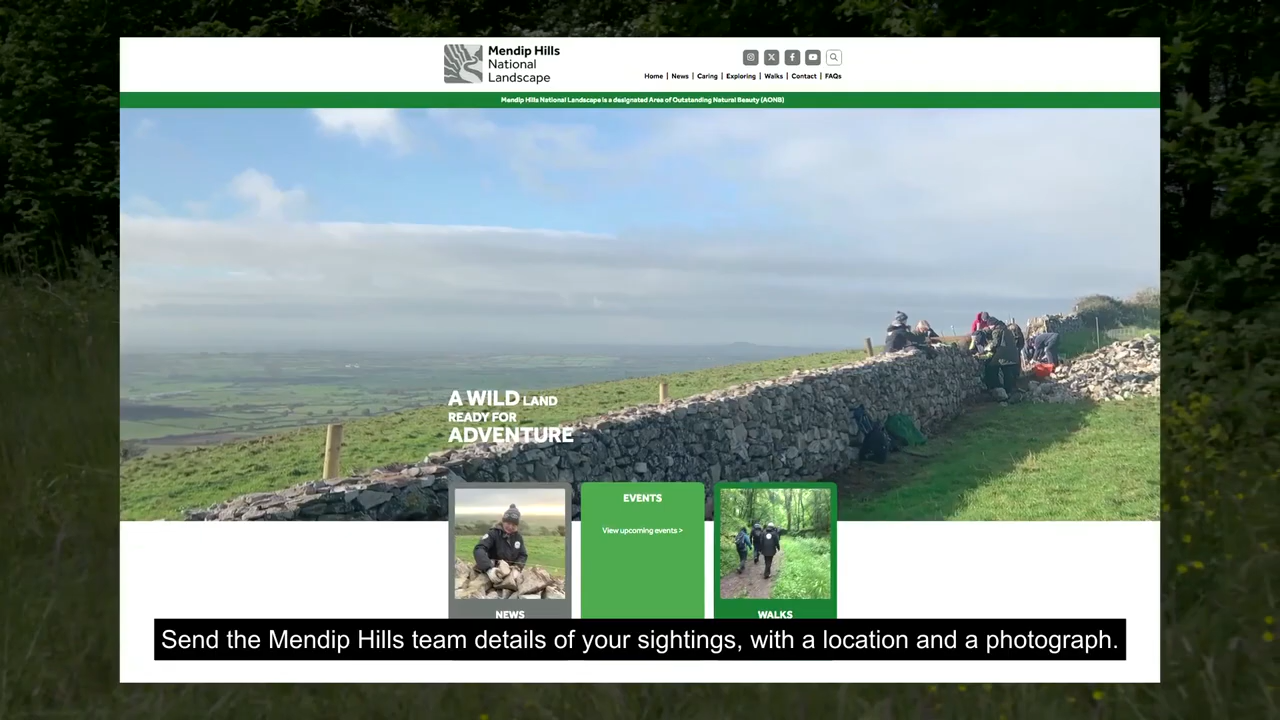 Mendip Hills
National
Landscape
Home | News | Caring | Exploring | Walks | Contact | FAQs
Mendip Hills National Landscape is a designated Area of Outstanding Natural Beauty (AONB)
A WILD LAND
READY FOR
ADVENTURE
EVENTS
View upcoming events >
NEWS
WALKS
Send the Mendip Hills team details of your sightings, with a location and a photograph.